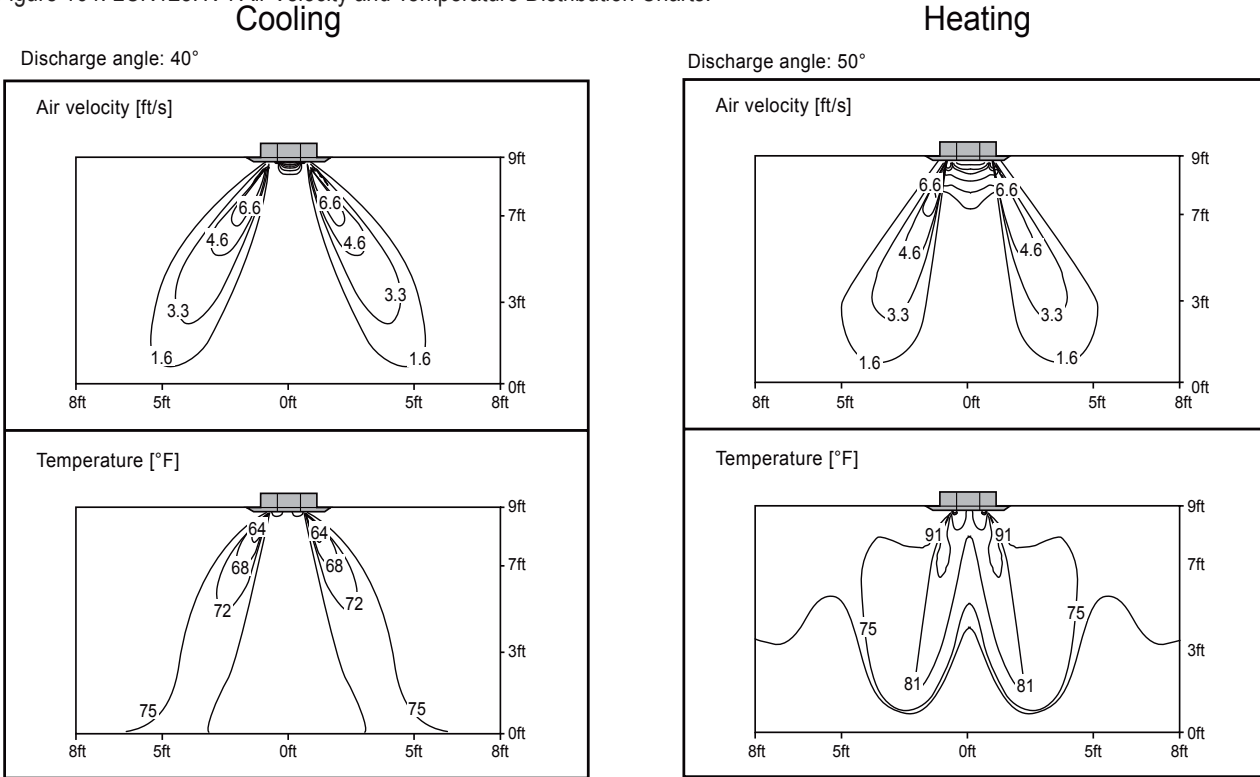 Cooling
Discharge angle: 40°
Air velocity [ft/s]
9ft
6.6
6.6
7ft
4.6
4.6
3.3
3.3
3ft
1.6
1.6
0ft
8ft 5ft 0ft 5ft 8ft
Temperature [°F]
9ft
64
64
68
68
7ft
72
72
3ft
75
75
0ft
8ft 5ft 0ft 5ft 8ft
Heating
Discharge angle: 50°
Air velocity [ft/s]
9ft
6.6
6.6
7ft
4.6
4.6
3.3
3.3
3ft
1.6
1.6
0ft
8ft 5ft 0ft 5ft 8ft
Temperature [°F]
9ft
91
91
7ft
75
75
3ft
81
81
0ft
8ft 5ft 0ft 5ft 8ft